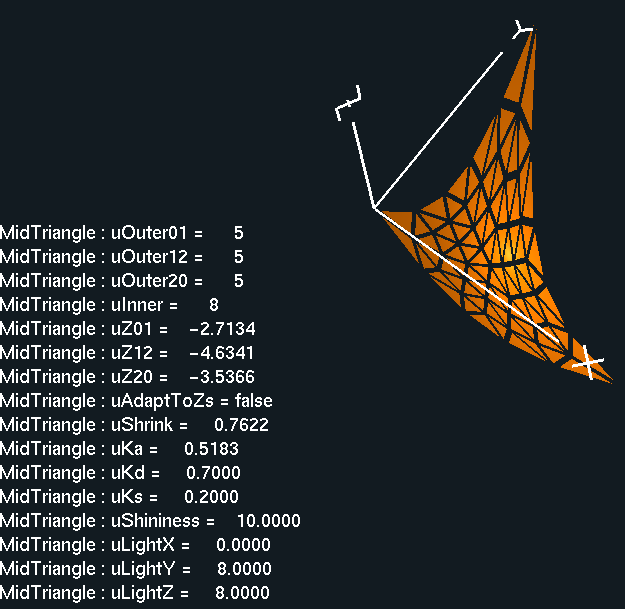 Y
Z
MidTriangle : uOuter01 = 5
MidTriangle : uOuter12 = 5
MidTriangle : uOuter20 = 5
MidTriangle : uInner = 8
MidTriangle : uZ01 = -2.7134
MidTriangle : uZ12 = -4.6341
MidTriangle : uZ20 = -3.5366
MidTriangle : uAdaptToZs = false
X
MidTriangle : uShrink = 0.7622
MidTriangle : uKa = 0.5183
MidTriangle : uKd = 0.7000
MidTriangle : uKs = 0.2000
MidTriangle : uShininess = 10.0000
MidTriangle : uLightX = 0.0000
MidTriangle : uLightY = 8.0000
MidTriangle : uLightZ = 8.0000